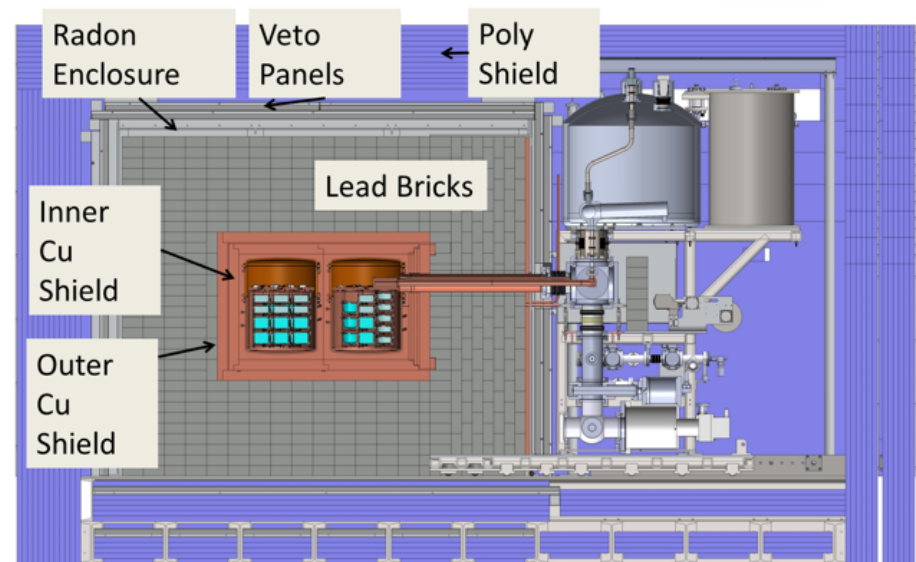 Radon
Enclosure
Veto
Panels
Poly
Shield
Lead Bricks
Inner
Cu
Shield
Outer
Cu
Shield